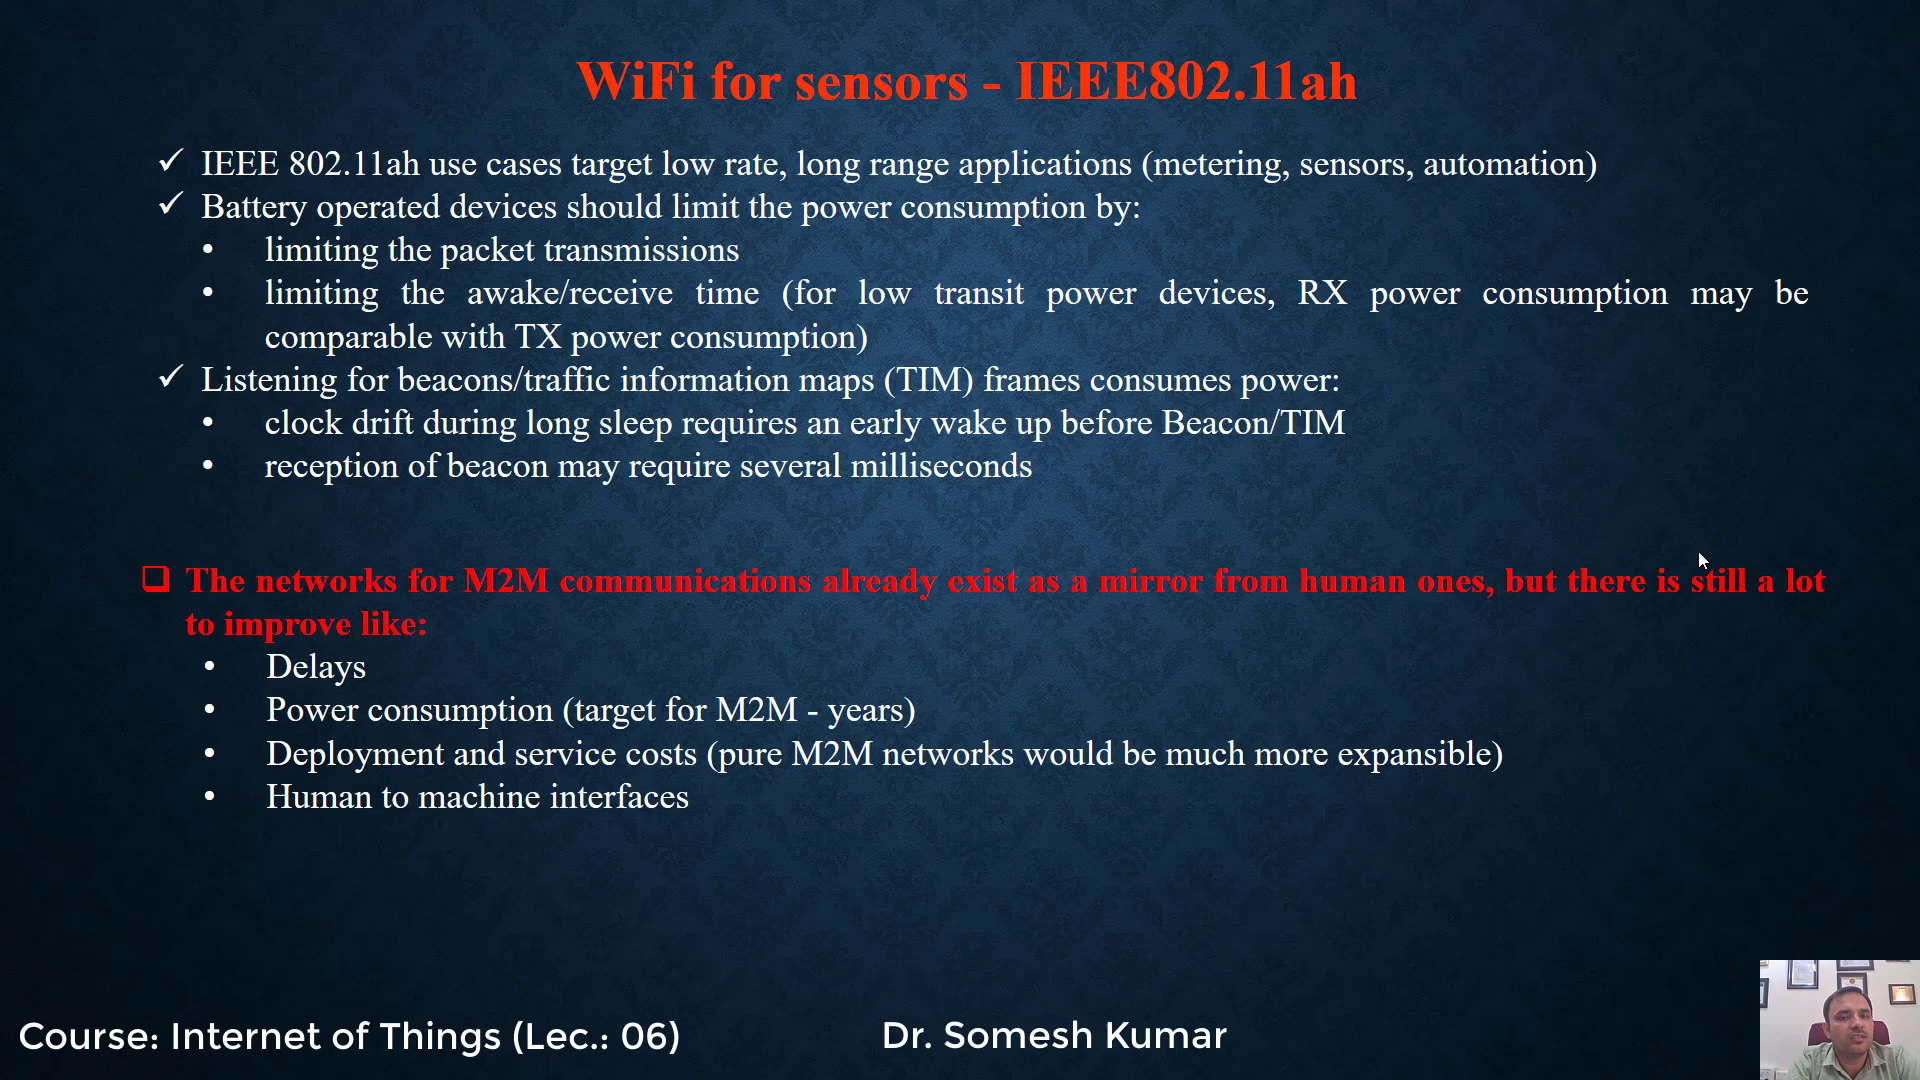 WiFi for sensors - IEEE802.11ah
✓ IEEE 802.11ah use cases target low rate, long range applications (metering, sensors, automation)
✓ Battery operated devices should limit the power consumption by:
• limiting the packet transmissions
• limiting the awake/receive time (for low transit power devices, RX power consumption may be
comparable with TX power consumption)
✓ Listening for beacons/traffic information maps (TIM) frames consumes power:
• clock drift during long sleep requires an early wake up before Beacon/TIM
• reception of beacon may require several milliseconds
❑ The networks for M2M communications already exist as a mirror from human ones, but there is still a lot
to improve like:
• Delays
• Power consumption (target for M2M - years)
• Deployment and service costs (pure M2M networks would be much more expansible)
• Human to machine interfaces
Course: Internet of Things (Lec.: 06)
Dr. Somesh Kumar